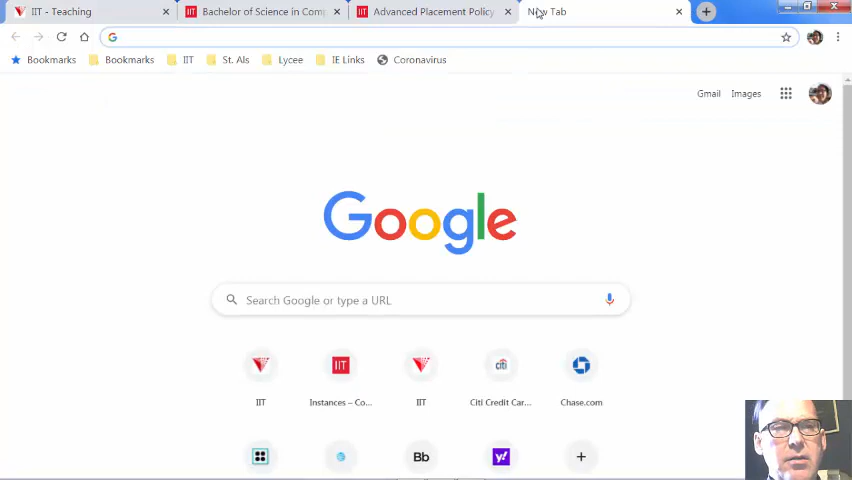 IIT - Teaching
Bachelor of Science in Comp
Advanced Placement Policy
New Tab
Bookmarks
Bookmarks
IIT
St. Als
Lycee
IE Links
Coronavirus
Gmail
Images
Google
Search Google or type a URL
IIT
IIT
Instances – Co...
IIT
Citi Credit Car...
Chase.com
citi
Bb
y!